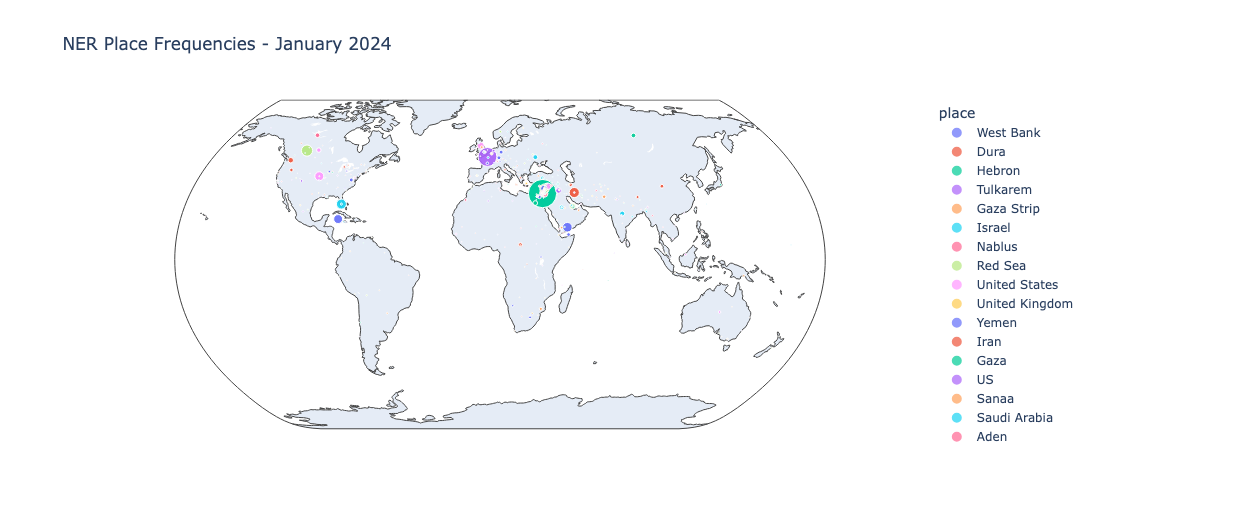 NER Place Frequencies - January 2024
place
West Bank
Dura
Hebron
Tulkarem
Gaza Strip
Israel
Nablus
Red Sea
United States
United Kingdom
Yemen
Iran
Gaza
US
Sanaa
Saudi Arabia
Aden